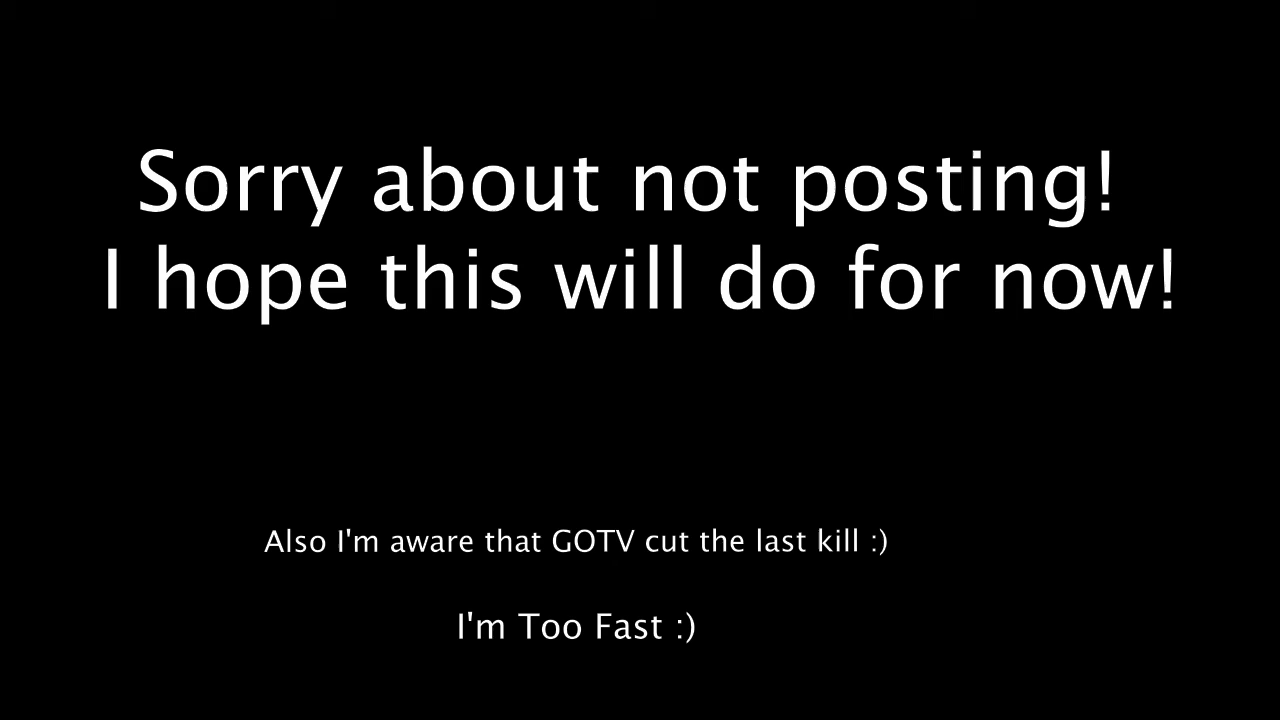 Sorry about not posting!
I hope this will do for now!
Also I'm aware that GOTV cut the last kill :)
I'm Too Fast :)